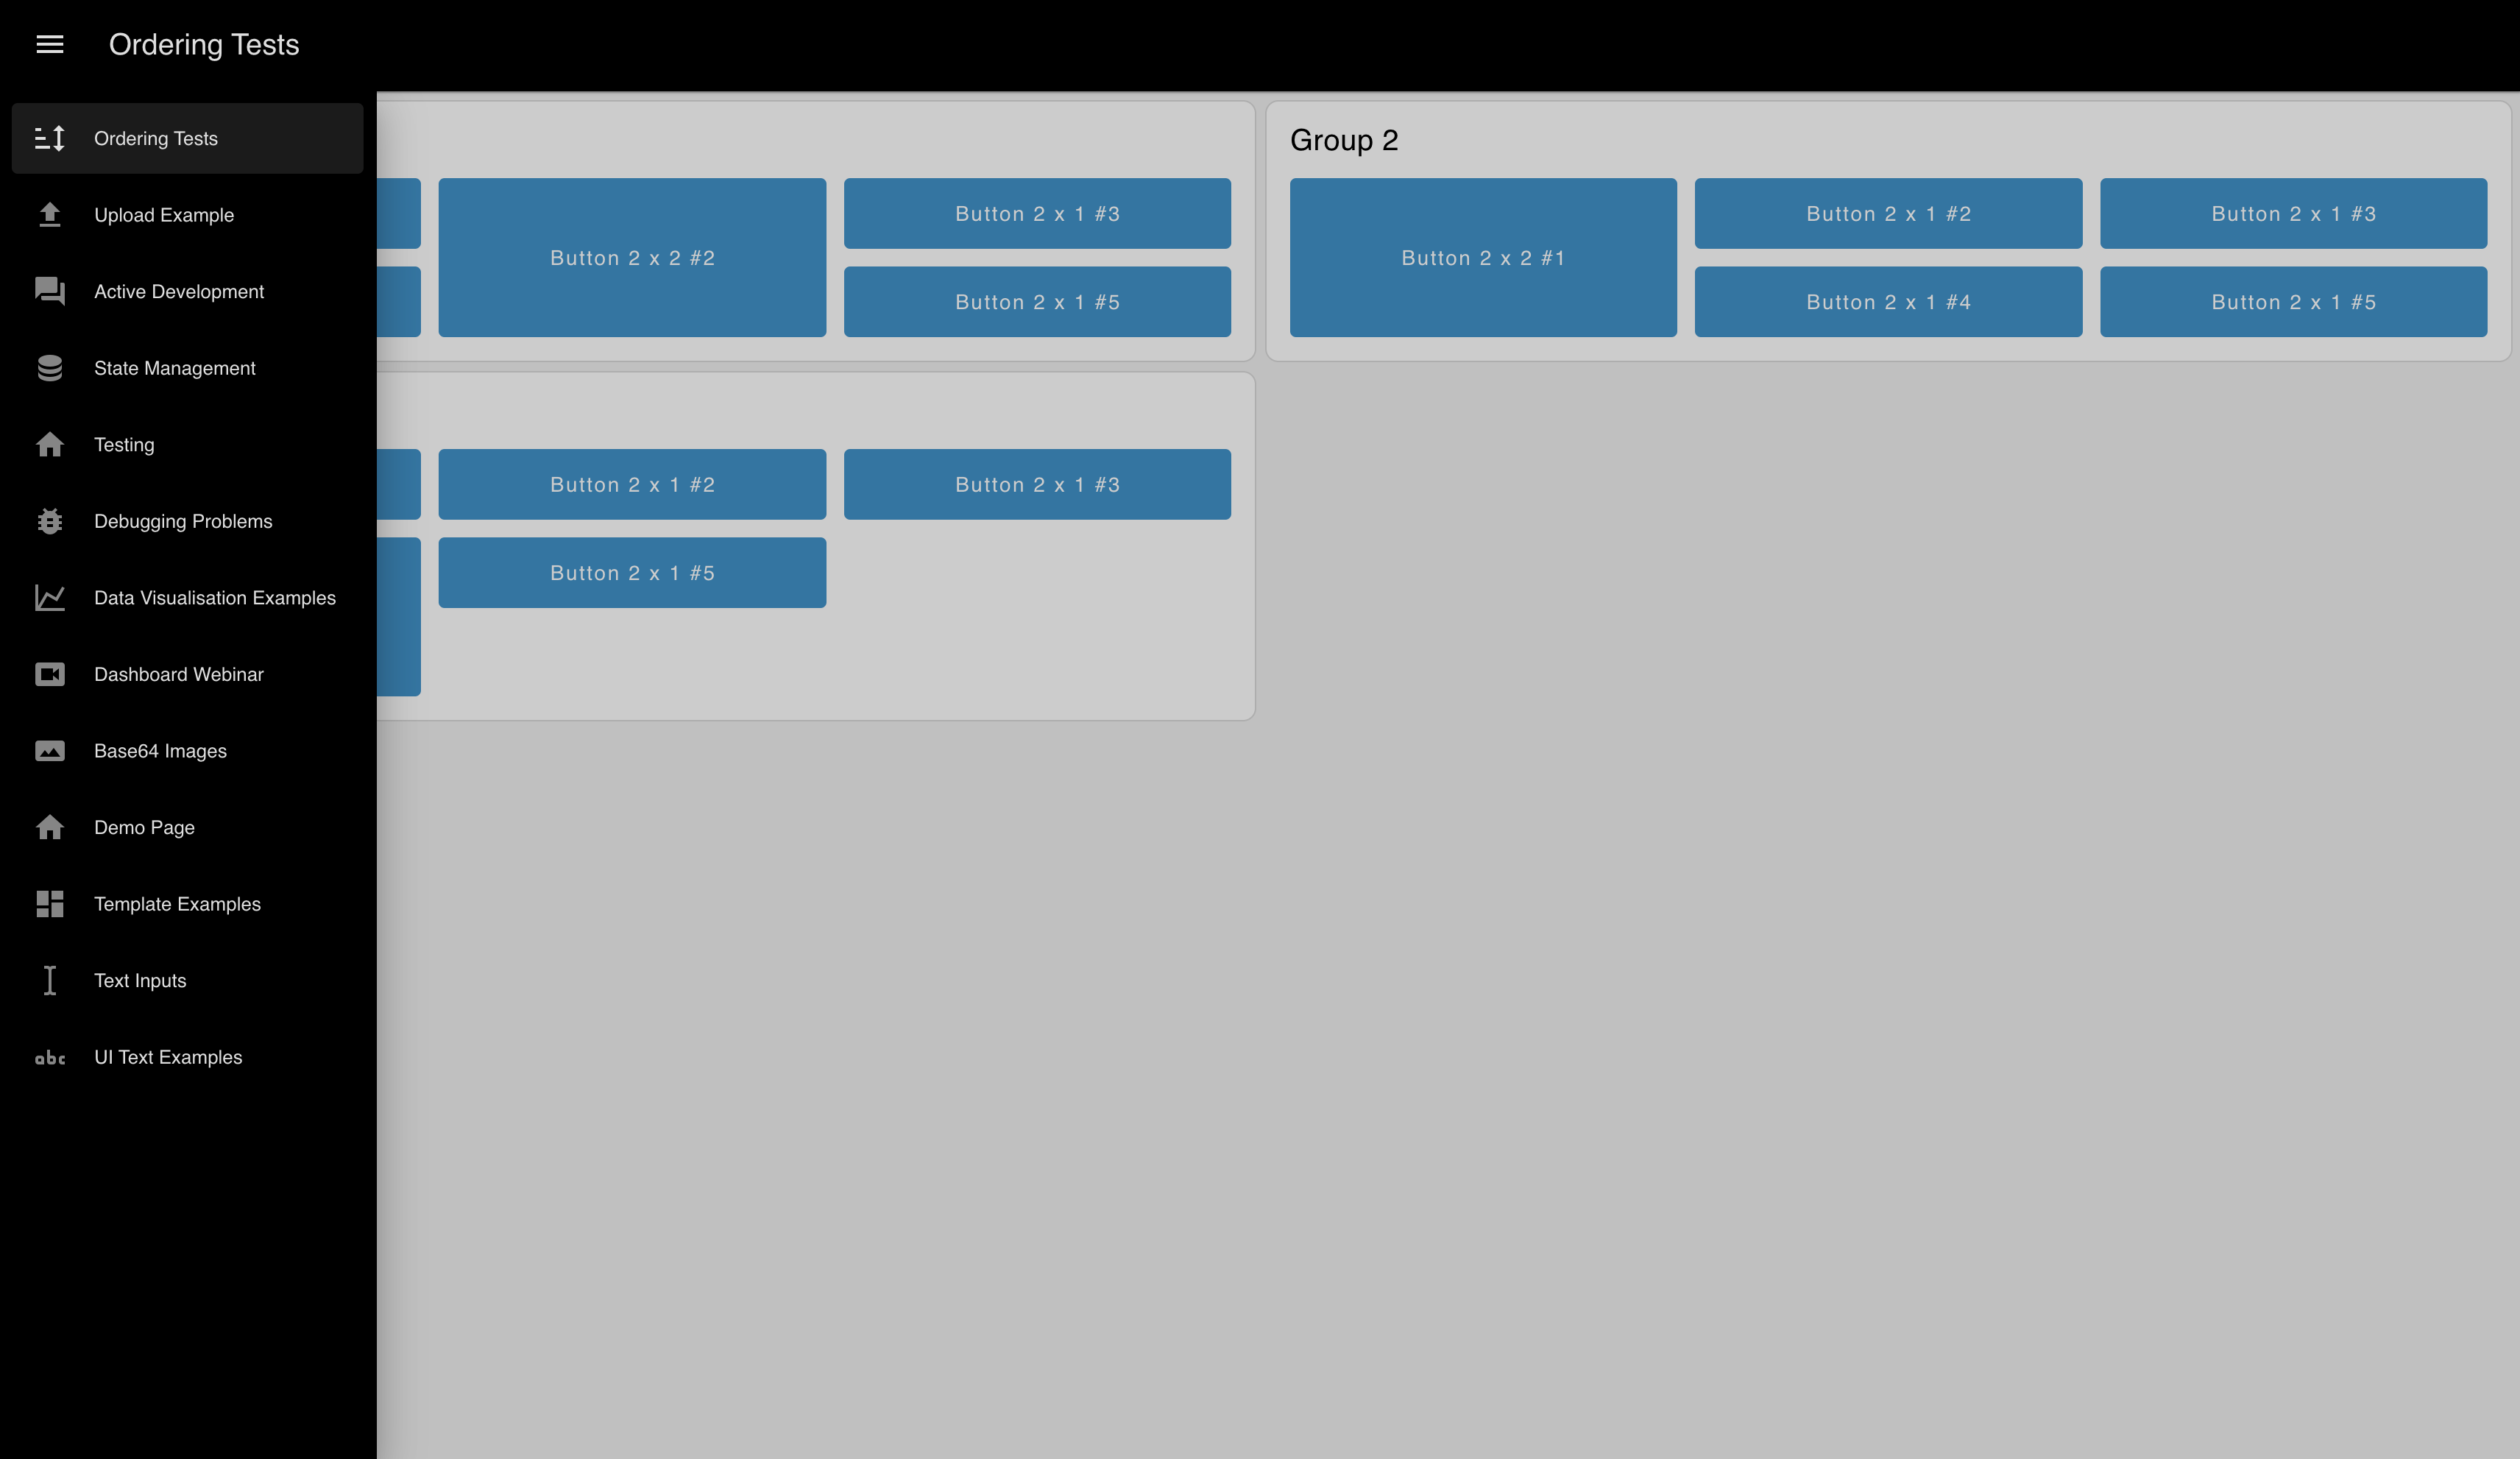 Ordering Tests
Ordering Tests
Upload Example
Active Development
State Management
Testing
Debugging Problems
Data Visualisation Examples
Dashboard Webinar
Base64 Images
Demo Page
Template Examples
Text Inputs
abc
UI Text Examples
Button 2 x 2 #2
Button 2 x 1 #3
Button 2 x 1 #5
Group 2
Button 2 x 2 #1
Button 2 x 1 #2
Button 2 x 1 #3
Button 2 x 1 #4
Button 2 x 1 #5
Button 2 x 1 #2
Button 2 x 1 #3
Button 2 x 1 #5